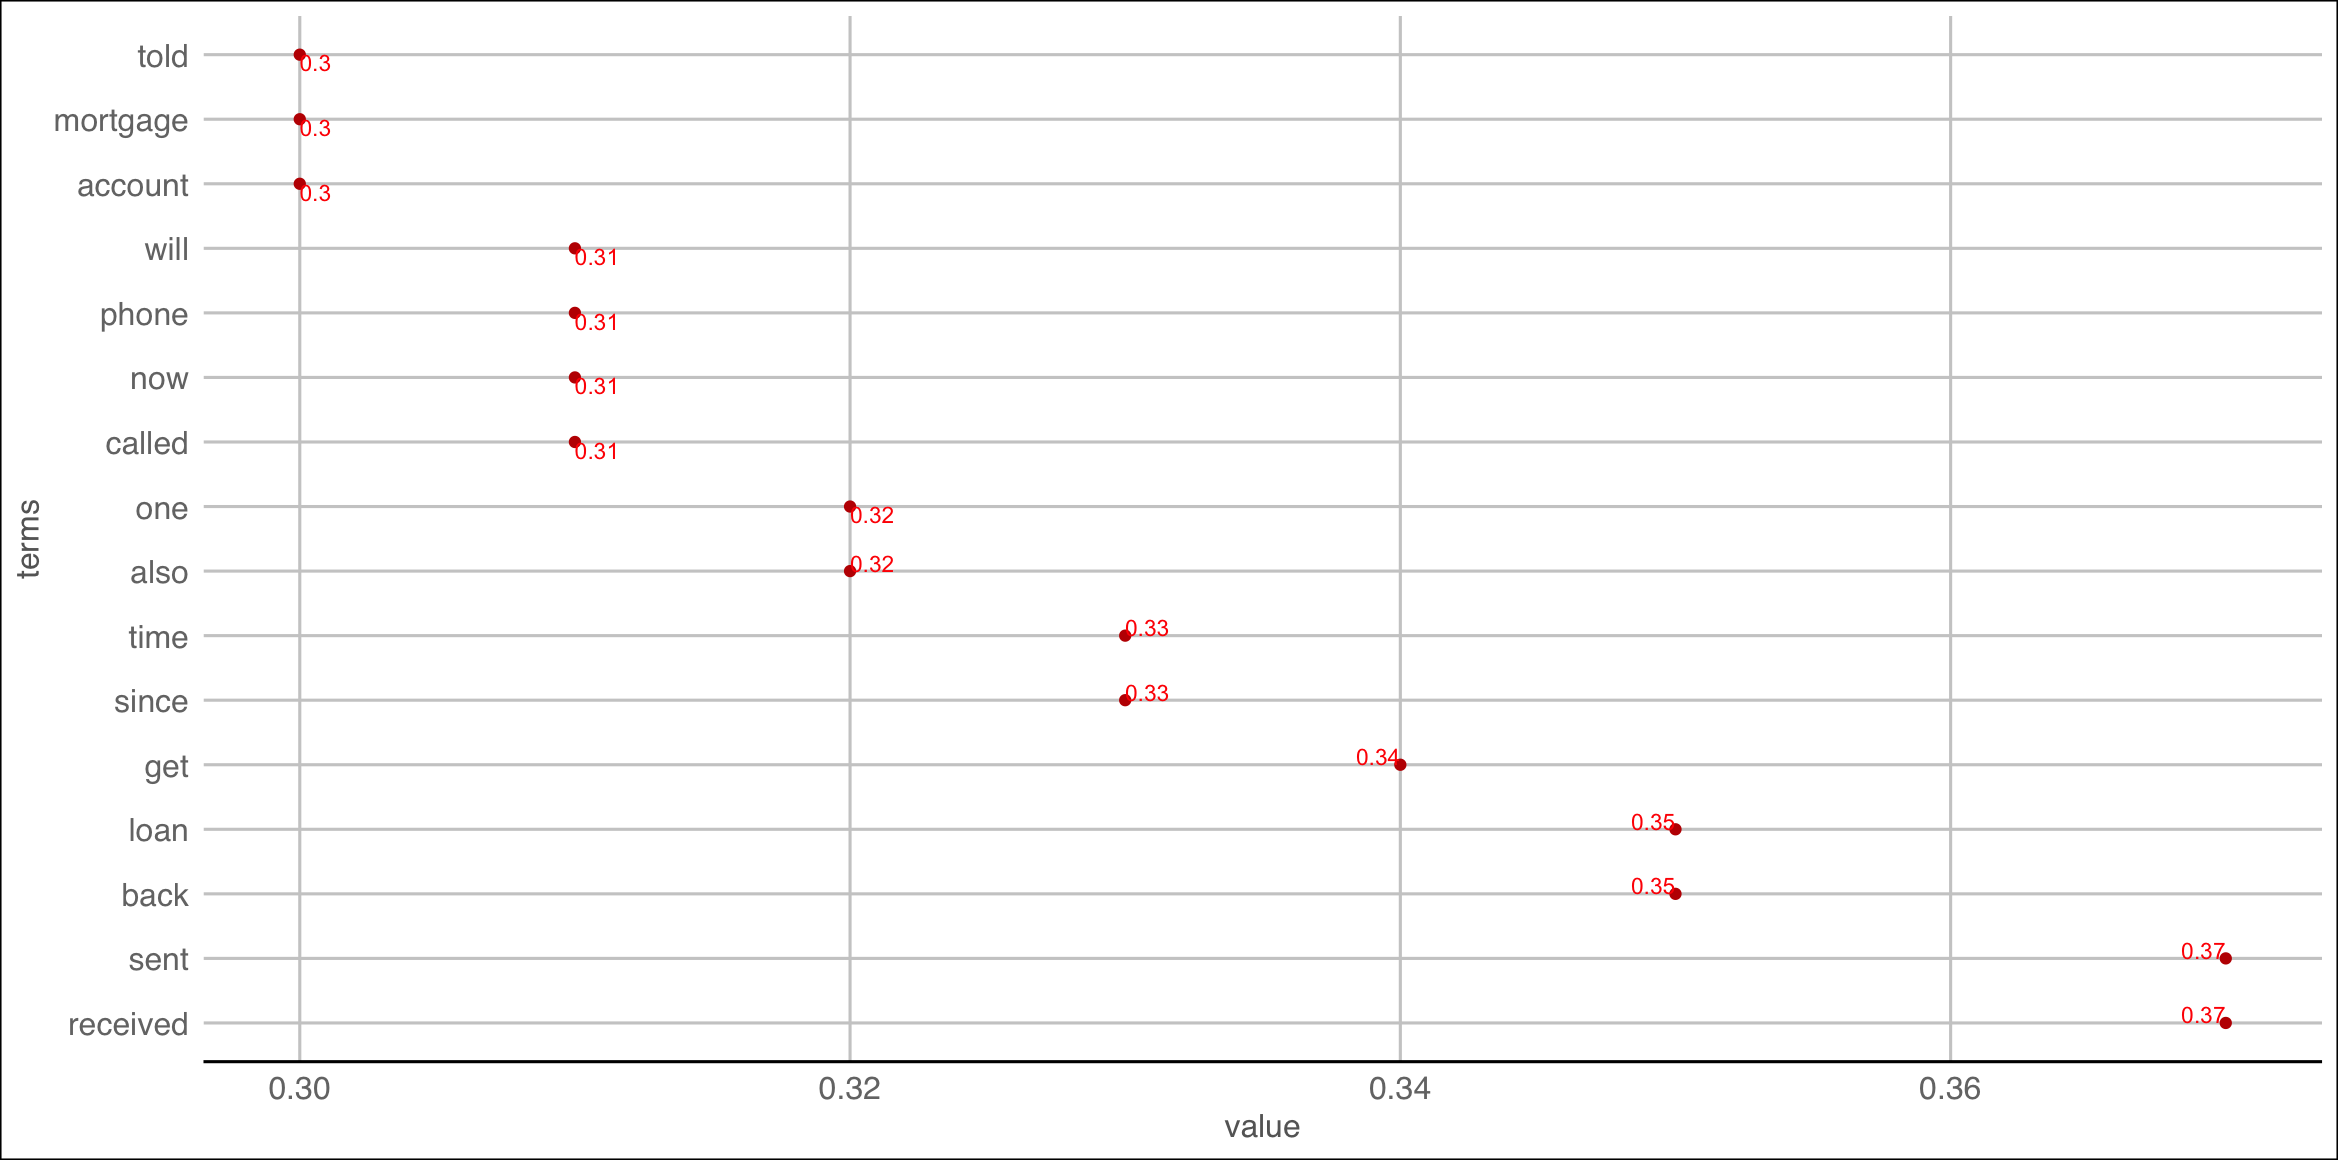 told
0.3
mortgage
0.3
account
0.3
will
0.31
phone
0.31
now
0.31
called
0.31
one
0.32
also
0.32
time
0.33
since
0.33
get
0.34
loan
0.35
back
0.35
sent
0.37
received
0.37
terms
0.30 0.32 0.34 0.36
value